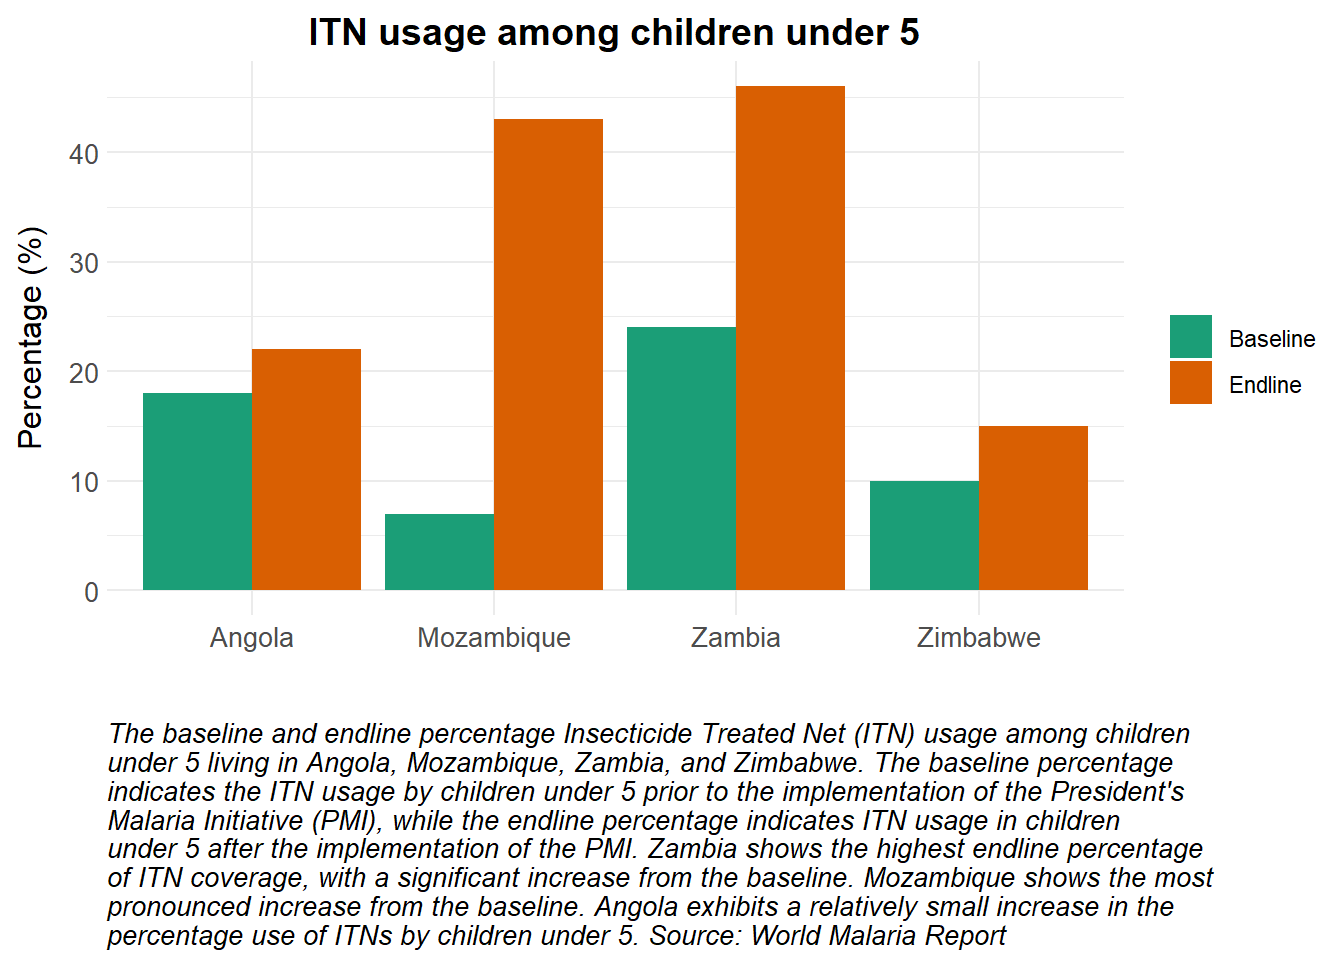 ITN usage among children under 5
Percentage (%)
40
30
20
10
0
Angola
Mozambique
Zambia
Zimbabwe
Baseline
Endline
The baseline and endline percentage Insecticide Treated Net (ITN) usage among children
under 5 living in Angola, Mozambique, Zambia, and Zimbabwe. The baseline percentage
indicates the ITN usage by children under 5 prior to the implementation of the President's
Malaria Initiative (PMI), while the endline percentage indicates ITN usage in children
under 5 after the implementation of the PMI. Zambia shows the highest endline percentage
of ITN coverage, with a significant increase from the baseline. Mozambique shows the most
pronounced increase from the baseline. Angola exhibits a relatively small increase in the
percentage use of ITNs by children under 5. Source: World Malaria Report